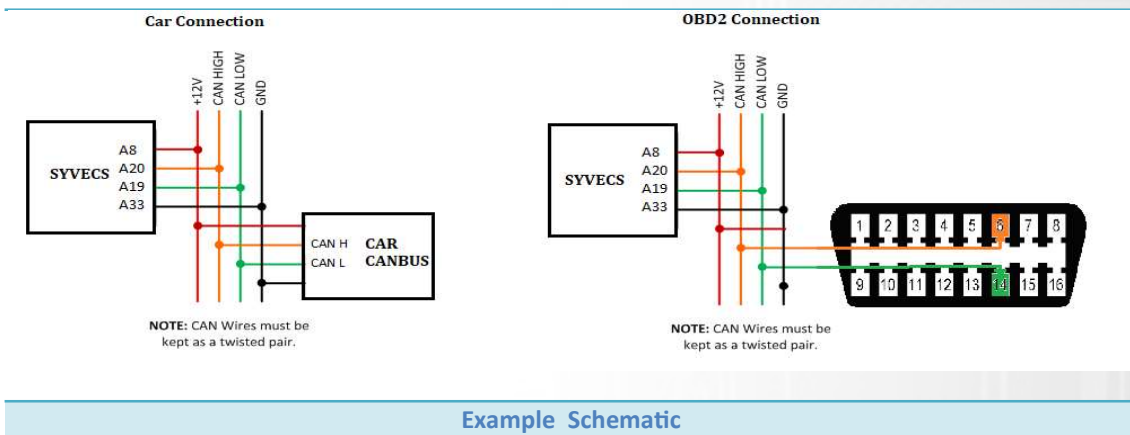 Car Connection
+12V
CAN HIGH
CAN LOW
GND
SYVECS
A8
A20
A19
A33
CAN H
CAN L
CAR
CANBUS
NOTE: CAN Wires must be
kept as a twisted pair.
OBD2 Connection
+12V
CAN HIGH
CAN LOW
GND
SYVECS
A8
A20
A19
A33
1 2 3 4 5 6 7 8
9 10 11 12 13 14 15 16
NOTE: CAN Wires must be
kept as a twisted pair.
Example Schematic